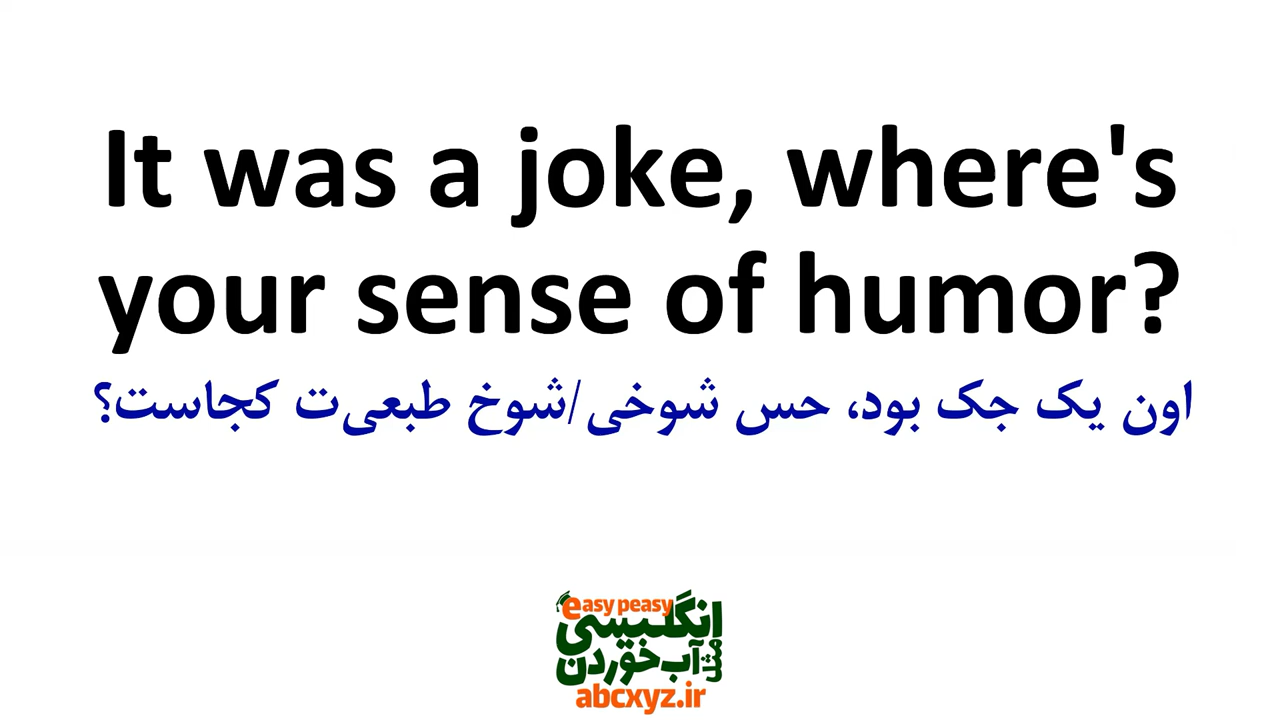 It was a joke, where's
your sense of humor?
اون یک جک بود، حس شوخی/شوخ طبعی‌ت کجاست؟
easy peasy
انگلیسی
مثل آب خوردن
abcxyz.ir